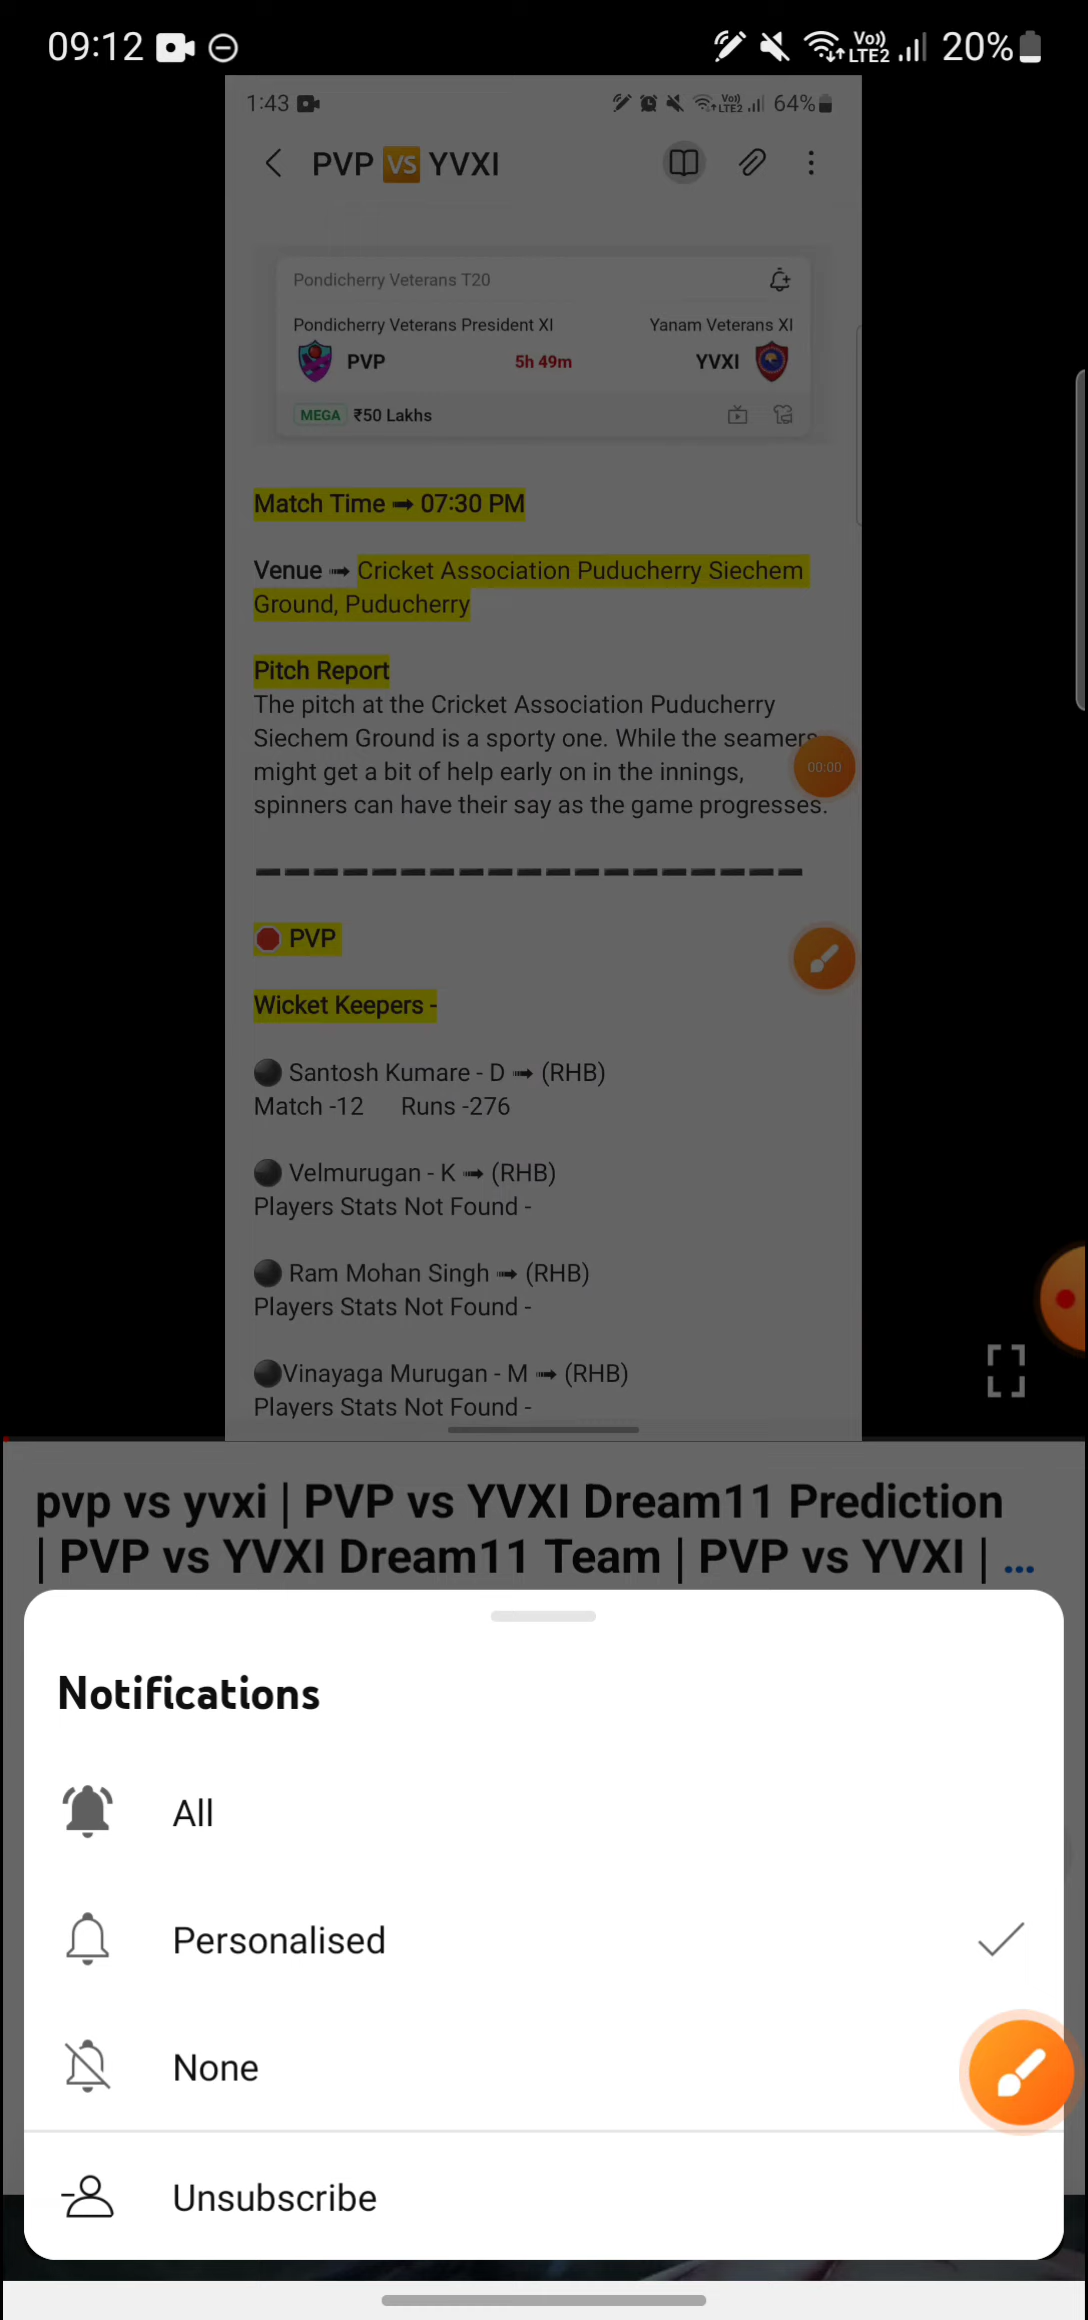 09:12 Vo)) LTE2 20%
1:43 Vo)) LTE2 64%
PVP VS YVXI
Pondicherry Veterans T20
Pondicherry Veterans President XI Yanam Veterans XI
PVP 5h 49m YVXI
MEGA ₹50 Lakhs
Match Time ➟ 07:30 PM
Venue ➟ Cricket Association Puducherry Siechem
Ground, Puducherry
Pitch Report
The pitch at the Cricket Association Puducherry
Siechem Ground is a sporty one. While the seamers
might get a bit of help early on in the innings,
00:00
spinners can have their say as the game progresses.
PVP
Wicket Keepers -
Santosh Kumare - D ➟ (RHB)
Match -12 Runs -276
Velmurugan - K ➟ (RHB)
Players Stats Not Found -
Ram Mohan Singh ➟ (RHB)
Players Stats Not Found -
Vinayaga Murugan - M ➟ (RHB)
Players Stats Not Found -
pvp vs yvxi | PVP vs YVXI Dream11 Prediction
| PVP vs YVXI Dream11 Team | PVP vs YVXI | ...
Notifications
All
Personalised
None
Unsubscribe